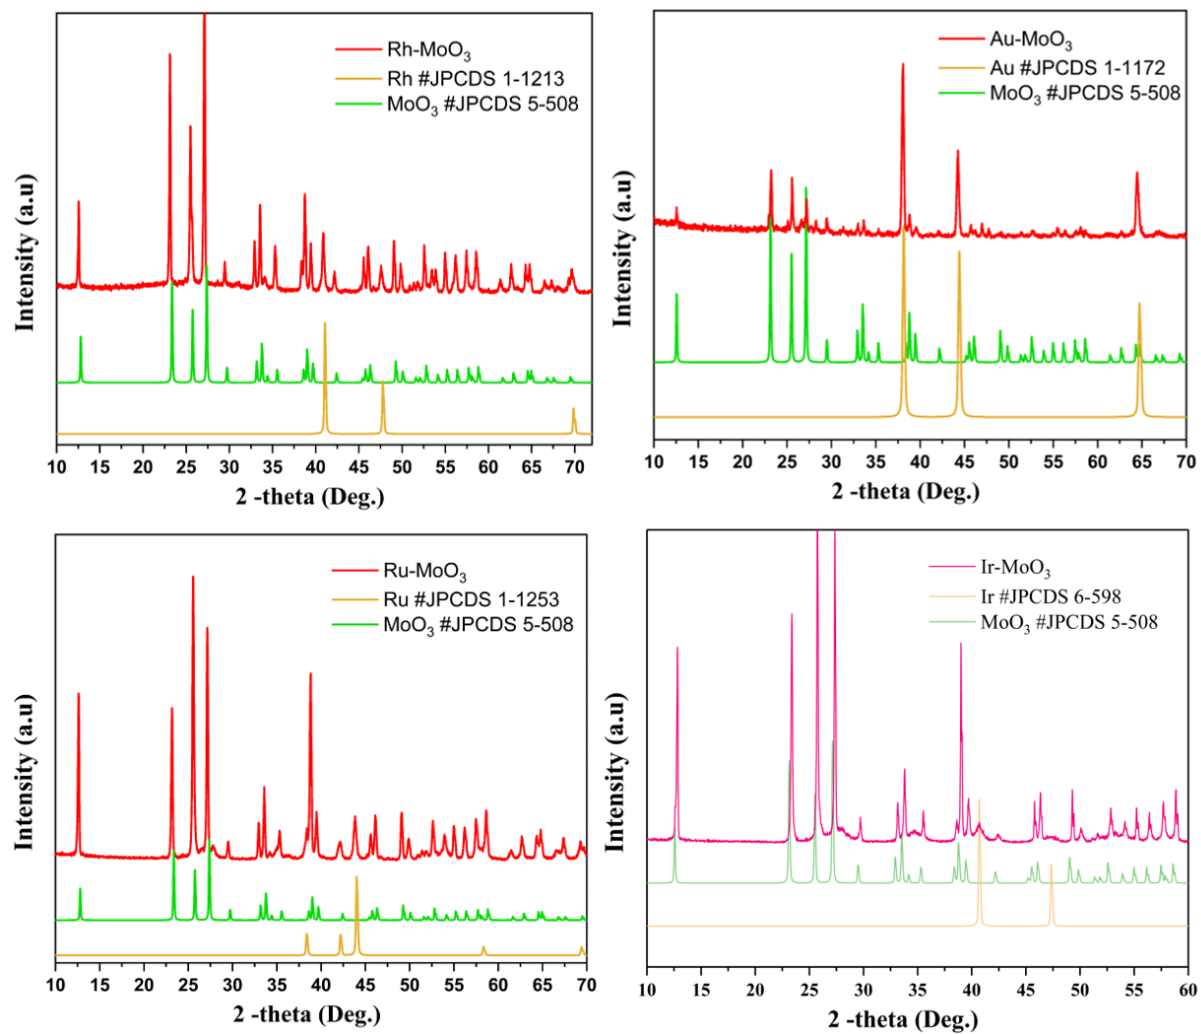 Rh-MoO3
Rh #JPCDS 1-1213
MoO3 #JPCDS 5-508
Intensity (a.u)
10 15 20 25 30 35 40 45 50 55 60 65 70
2 -theta (Deg.)
Au-MoO3
Au #JPCDS 1-1172
MoO3 #JPCDS 5-508
Intensity (a.u)
10 15 20 25 30 35 40 45 50 55 60 65 70
2 -theta (Deg.)
Ru-MoO3
Ru #JPCDS 1-1253
MoO3 #JPCDS 5-508
Intensity (a.u)
10 15 20 25 30 35 40 45 50 55 60 65 70
2 -theta (Deg.)
Ir-MoO3
Ir #JPCDS 6-598
MoO3 #JPCDS 5-508
Intensity (a.u)
10 15 20 25 30 35 40 45 50 55 60
2 -theta (Deg.)